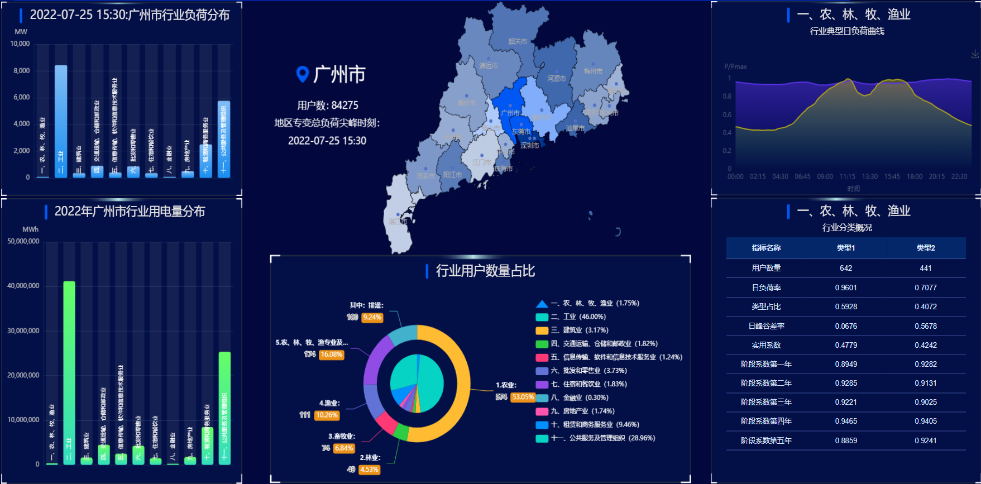 2022-07-25 15:30:广州市行业负荷分布
MW
10,000
8,000
6,000
4,000
2,000
0
一、农、林、牧、渔业
二、工业
三、建筑业
四、交通运输、仓储和邮政业
五、信息传输、软件和信息技术服务业
六、批发和零售业
七、住宿和餐饮业
八、金融业
九、房地产业
十、租赁和商务服务业
十一、公共服务及管理组织
2022年广州市行业用电量分布
MWh
50,000,000
40,000,000
30,000,000
20,000,000
10,000,000
0
一、农、林、牧、渔业
二、工业
三、建筑业
四、交通运输、仓储和邮政业
五、信息传输、软件和信息技术服务业
六、批发和零售业
七、住宿和餐饮业
八、金融业
九、房地产业
十、租赁和商务服务业
十一、公共服务及管理组织
广州市
用户数: 84275
地区专变总负荷尖峰时刻:
2022-07-25 15:30
韶关市
清远市
河源市
梅州市
广州市
东莞市
深圳市
江门市
阳江市
行业用户数量占比
其中：排灌:
9.24%
5.农、林、牧、渔专业及...
174 16.08%
4.渔业:
111 10.26%
3.畜牧业:
74 6.84%
2.林业:
49 4.53%
1.农业:
574 53.05%
一、农、林、牧、渔业 (1.75%)
二、工业 (46.00%)
三、建筑业 (3.17%)
四、交通运输、仓储和邮政业 (1.82%)
五、信息传输、软件和信息技术服务业 (1.24%)
六、批发和零售业 (3.73%)
七、住宿和餐饮业 (1.83%)
八、金融业 (0.30%)
九、房地产业 (1.74%)
十、租赁和商务服务业 (9.46%)
十一、公共服务及管理组织 (28.96%)
一、农、林、牧、渔业
行业典型日负荷曲线
P/Pmax
1
0.8
0.6
0.4
0.2
0
00:00 02:15 04:30 06:45 09:00 11:15 13:30 15:45 18:00 20:15 22:30
时间
一、农、林、牧、渔业
行业分类概况
指标名称 类型1 类型2
用户数量 642 441
日负荷率 0.9601 0.7077
类型占比 0.5928 0.4072
日峰谷差率 0.0676 0.5678
实用系数 0.4779 0.4242
阶段系数第一年 0.8949 0.9282
阶段系数第二年 0.9285 0.9131
阶段系数第三年 0.9221 0.9025
阶段系数第四年 0.9465 0.9405
阶段系数第五年 0.8859 0.9241